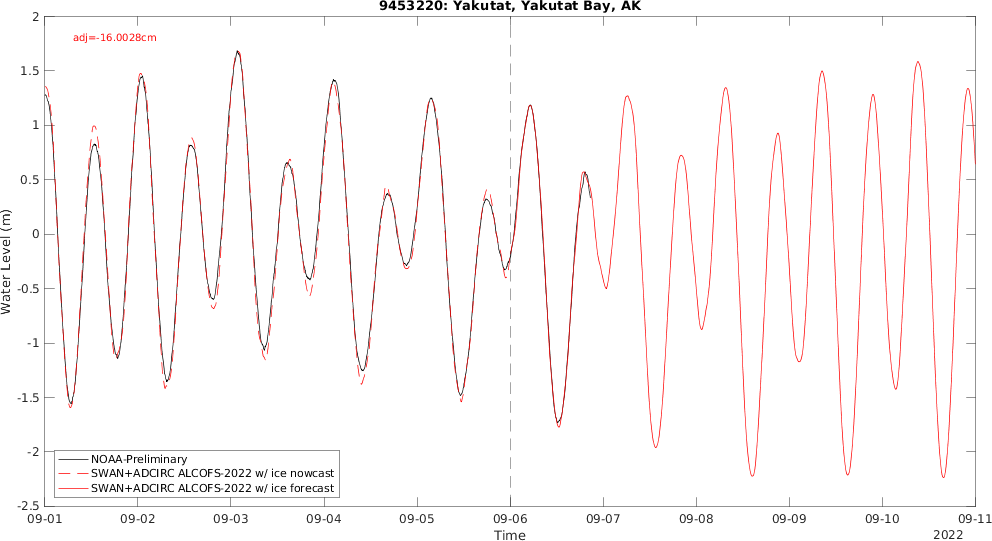 9453220: Yakutat, Yakutat Bay, AK
adj=-16.0028cm
Water Level (m)
2
1.5
1
0.5
0
-0.5
-1
-1.5
-2
-2.5
NOAA-Preliminary
SWAN+ADCIRC ALCOFS-2022 w/ ice nowcast
SWAN+ADCIRC ALCOFS-2022 w/ ice forecast
09-01 09-02 09-03 09-04 09-05 09-06 09-07 09-08 09-09 09-10 09-11
Time
2022